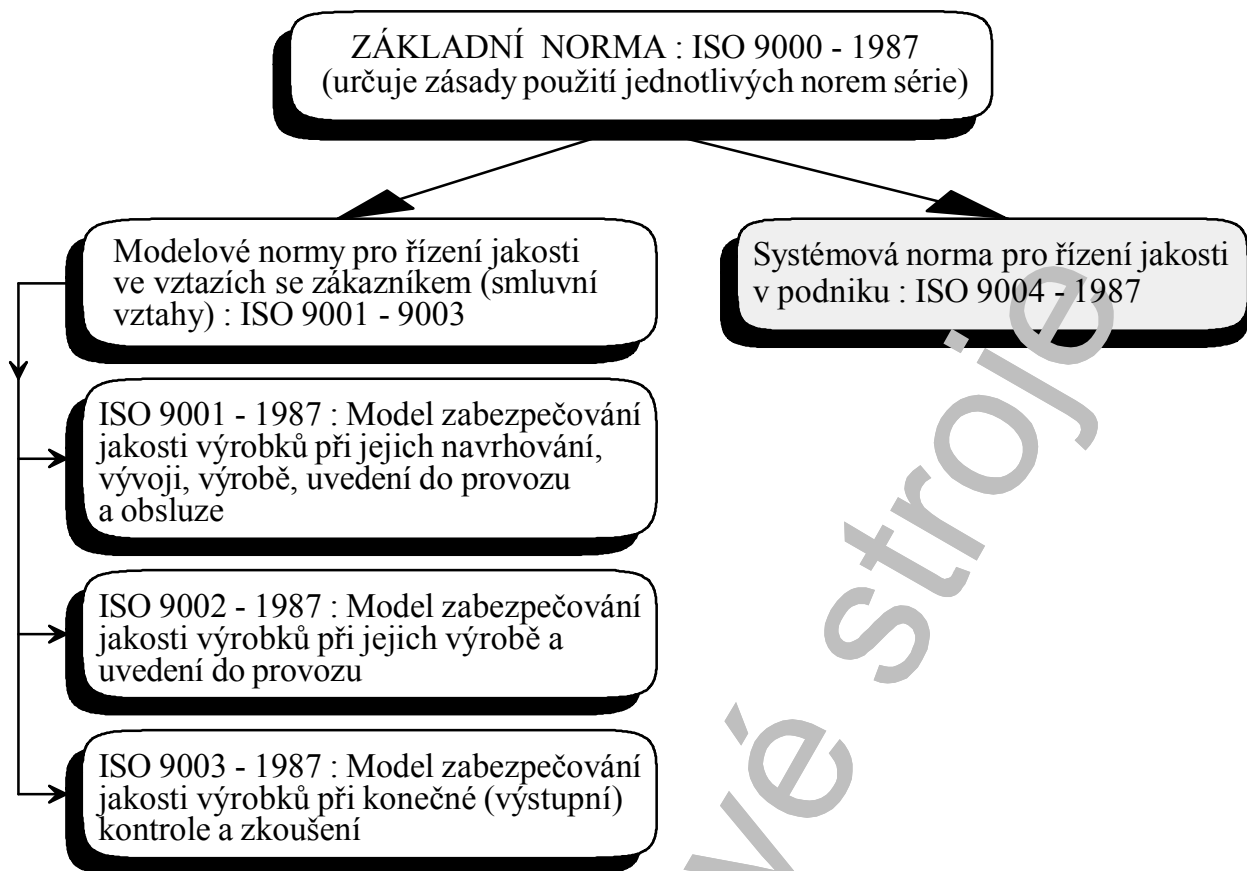 ZÁKLADNÍ NORMA : ISO 9000 - 1987
(určuje zásady použití jednotlivých norem série)
Modelové normy pro řízení jakosti
ve vztazích se zákazníkem (smluvní
vztahy) : ISO 9001 - 9003
Systémová norma pro řízení jakosti
v podniku : ISO 9004 - 1987
ISO 9001 - 1987 : Model zabezpečování
jakosti výrobků při jejich navrhování,
vývoji, výrobě, uvedení do provozu
a obsluze
ISO 9002 - 1987 : Model zabezpečování
jakosti výrobků při jejich výrobě a
uvedení do provozu
ISO 9003 - 1987 : Model zabezpečování
jakosti výrobků při konečné (výstupní)
kontrole a zkoušení
vé stroje